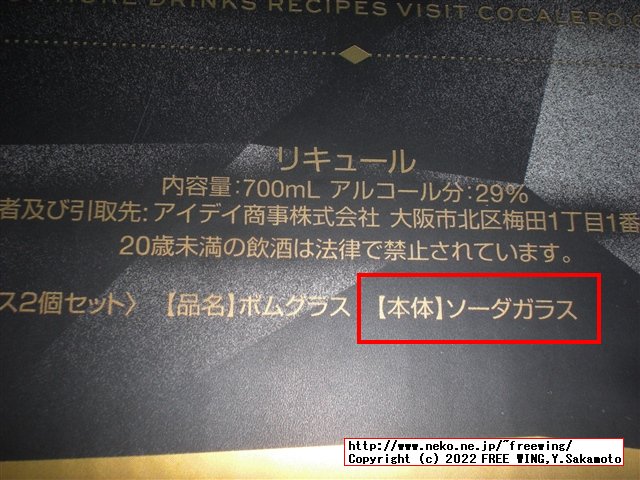 MORE DRINKS RECIPES VISIT COCALERO
リキュール
内容量:700mL アルコール分:29%
者及び引取先:アイデイ商事株式会社 大阪市北区梅田1丁目1番
20歳未満の飲酒は法律で禁止されています。
ス2個セット〉 【品名】ボムグラス 【本体】ソーダガラス
http://www.neko.ne.jp/~freewing/
Copyright (c) 2022 FREE WING,Y.Sakamoto